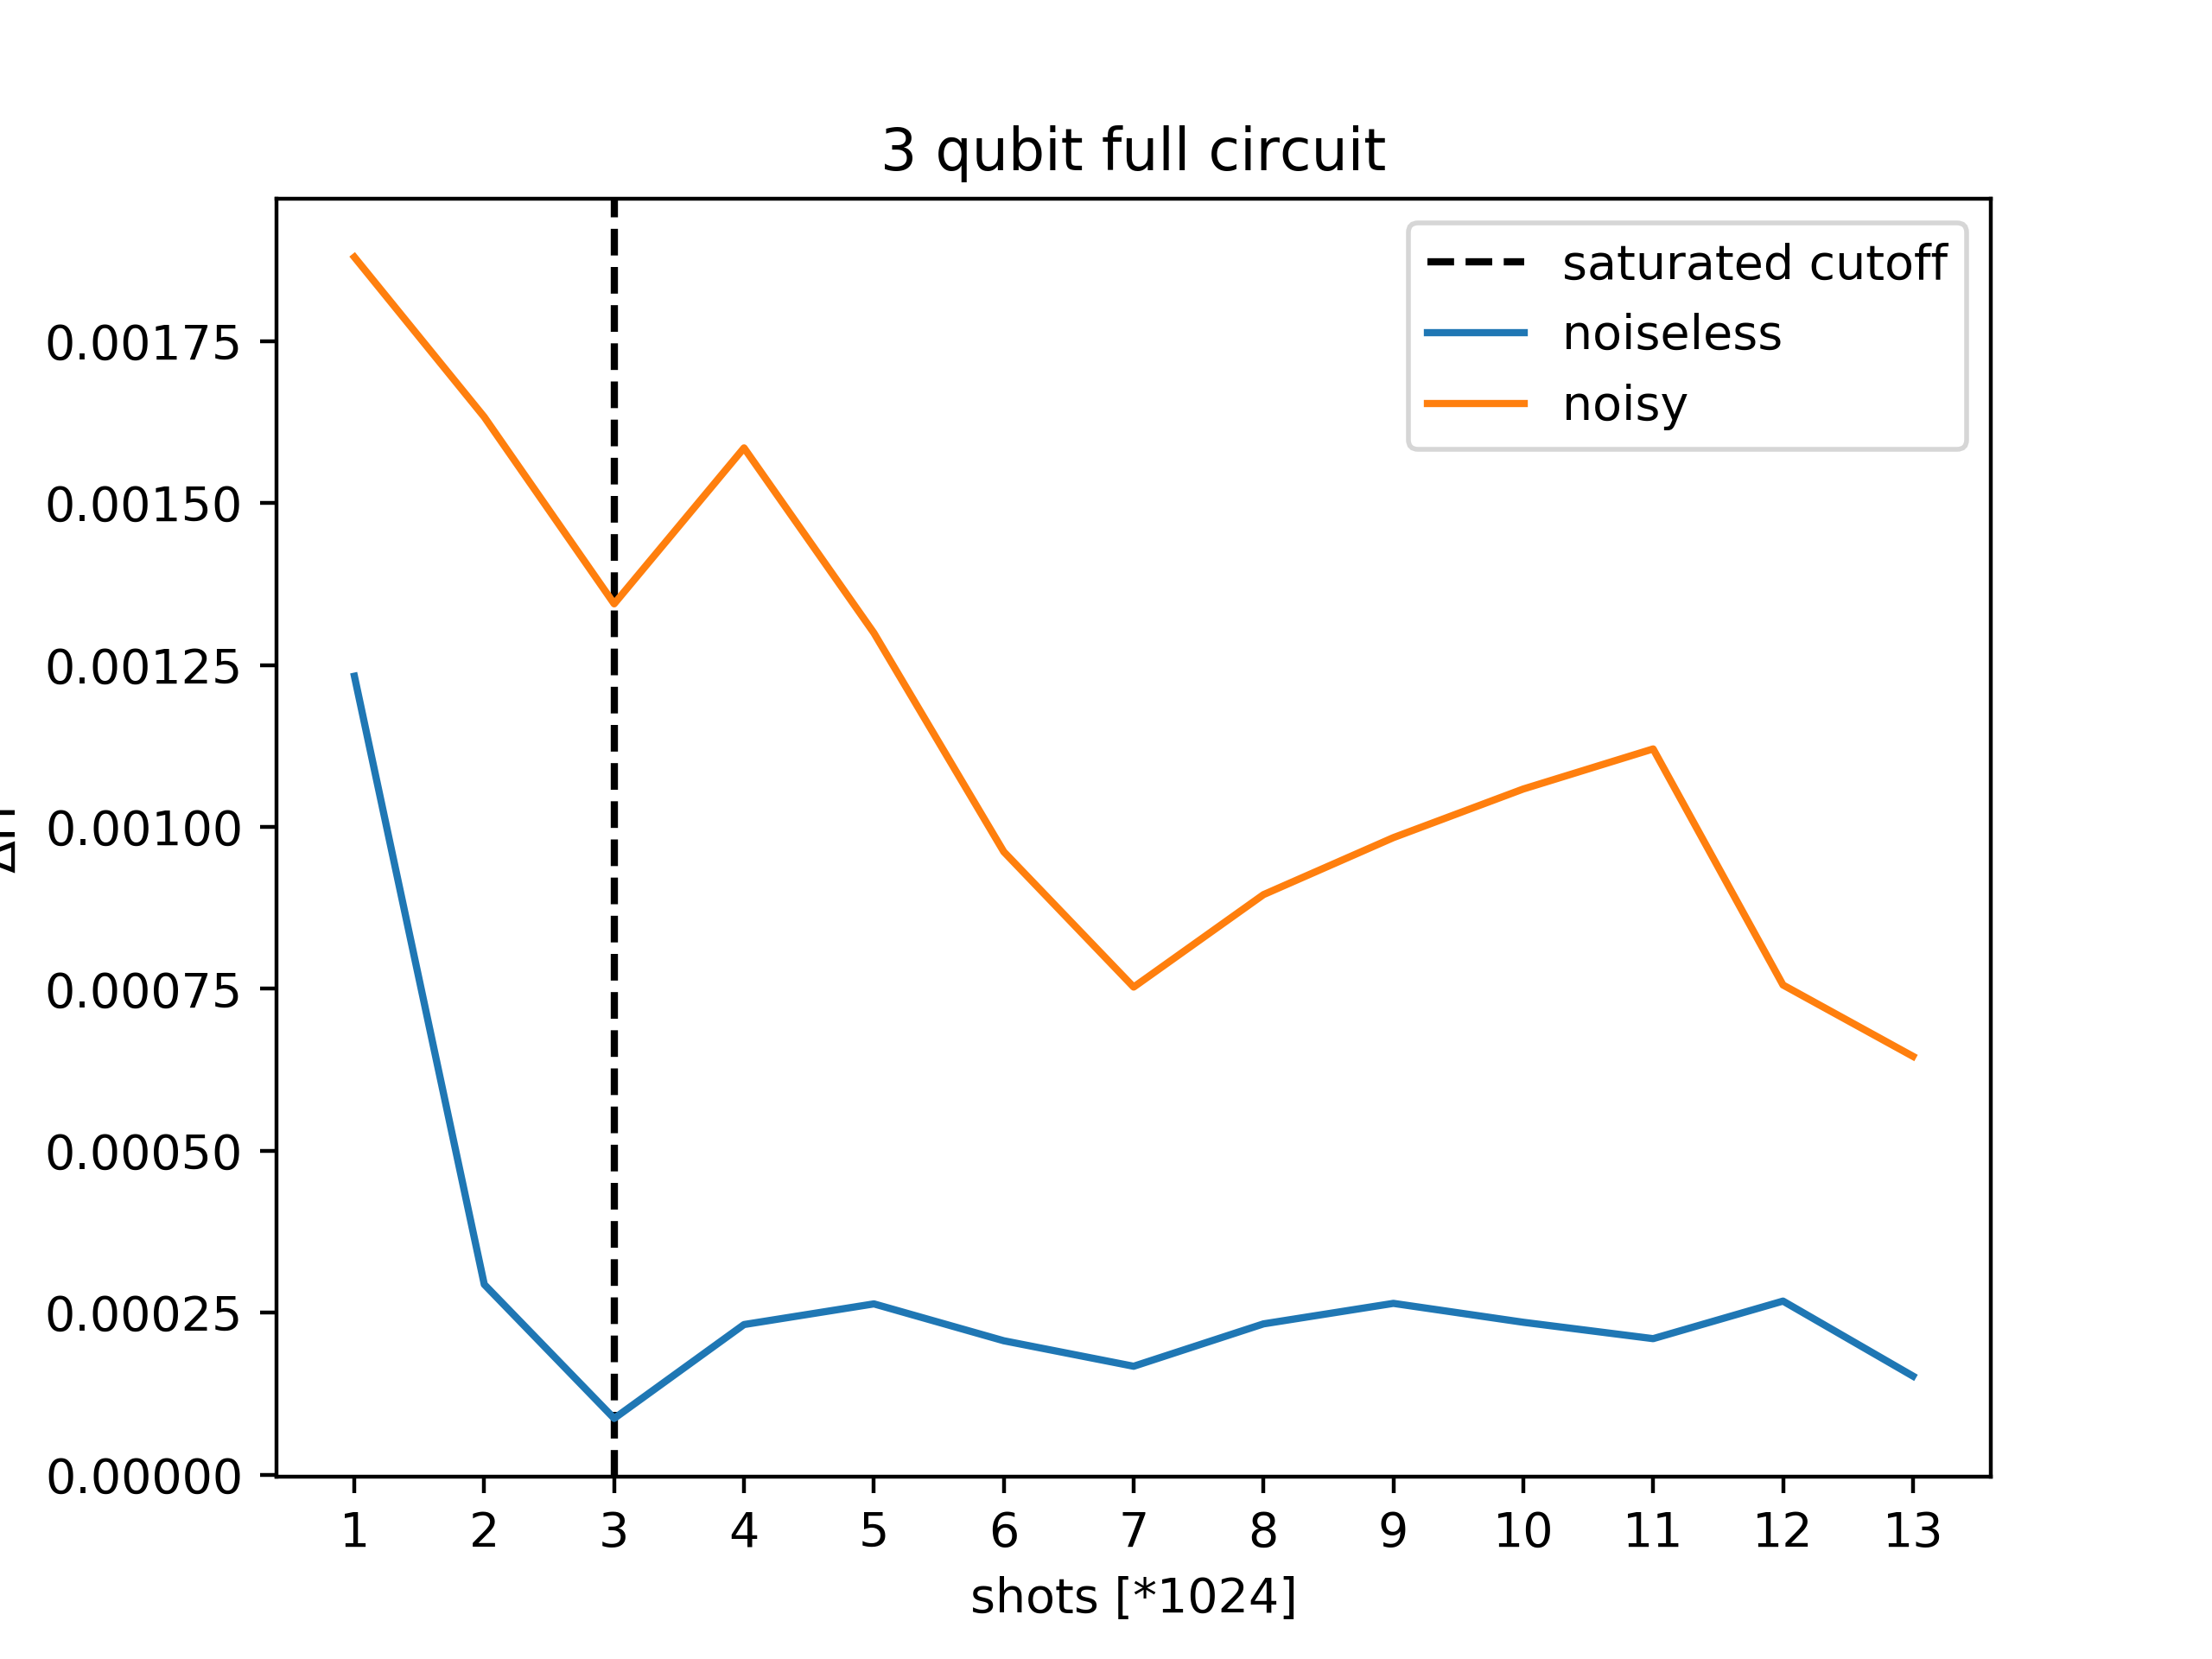 3 qubit full circuit
saturated cutoff
noiseless
noisy
0.00175
0.00150
0.00125
0.00100
0.00075
0.00050
0.00025
0.00000
1 2 3 4 5 6 7 8 9 10 11 12 13
shots [*1024]